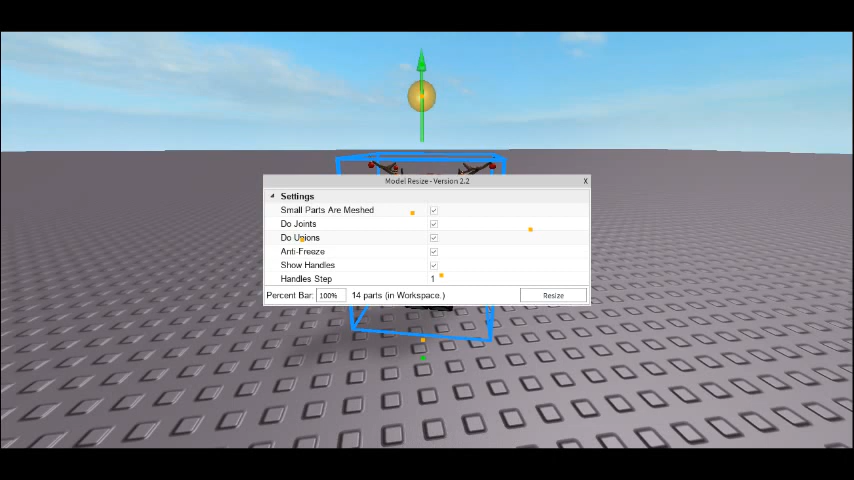 Model Resize - Version 2.2 X
Settings
Small Parts Are Meshed
Do Joints
Do Unions
Anti-Freeze
Show Handles
Handles Step 1
Percent Bar: 100% 14 parts (in Workspace.) Resize